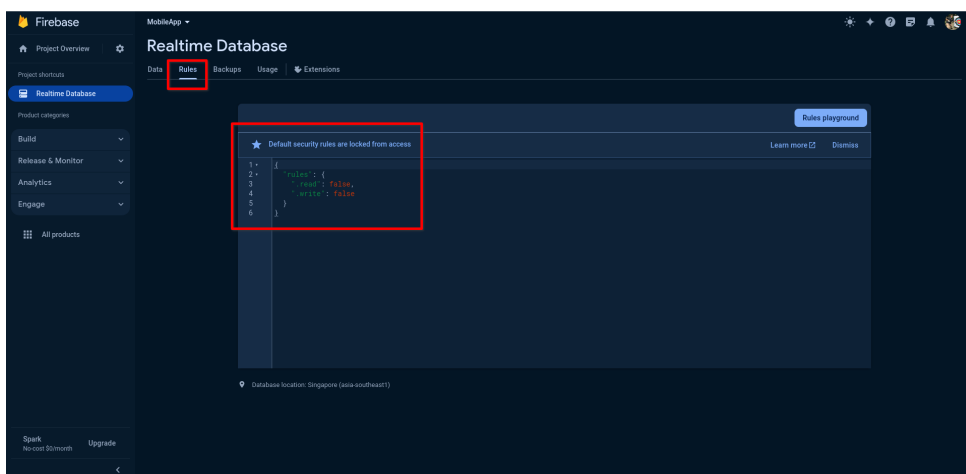 Firebase
MobileApp
Project Overview
Realtime Database
Data Rules Backups Usage Extensions
Project shortcuts
Realtime Database
Product categories
Build
Release & Monitor
Analytics
Engage
All products
Rules playground
Default security rules are locked from access
Learn more Dismiss
1 {
2 "rules": {
3 ".read": false,
4 ".write": false
5 }
6 }
Database location: Singapore (asia-southeast1)
Spark
No-cost $0/month
Upgrade